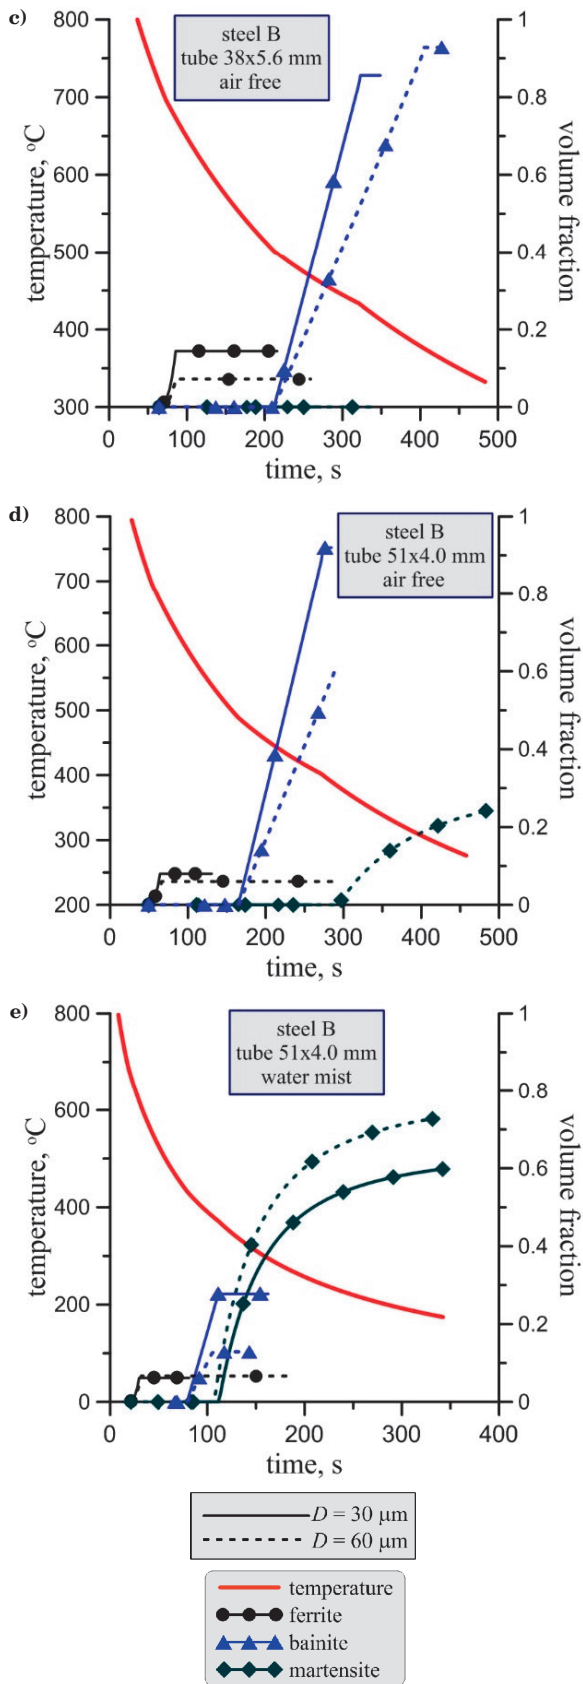 c)
steel B
tube 38x5.6 mm
air free
temperature, °C
800
700
600
500
400
300
volume fraction
1
0.8
0.6
0.4
0.2
0
0 100 200 300 400 500
time, s
d)
steel B
tube 51x4.0 mm
air free
temperature, °C
800
700
600
500
400
300
200
volume fraction
1
0.8
0.6
0.4
0.2
0
0 100 200 300 400 500
time, s
e)
steel B
tube 51x4.0 mm
water mist
temperature, °C
800
600
400
200
0
volume fraction
1
0.8
0.6
0.4
0.2
0
0 100 200 300 400
time, s
D = 30 μm
D = 60 μm
temperature
ferrite
bainite
martensite